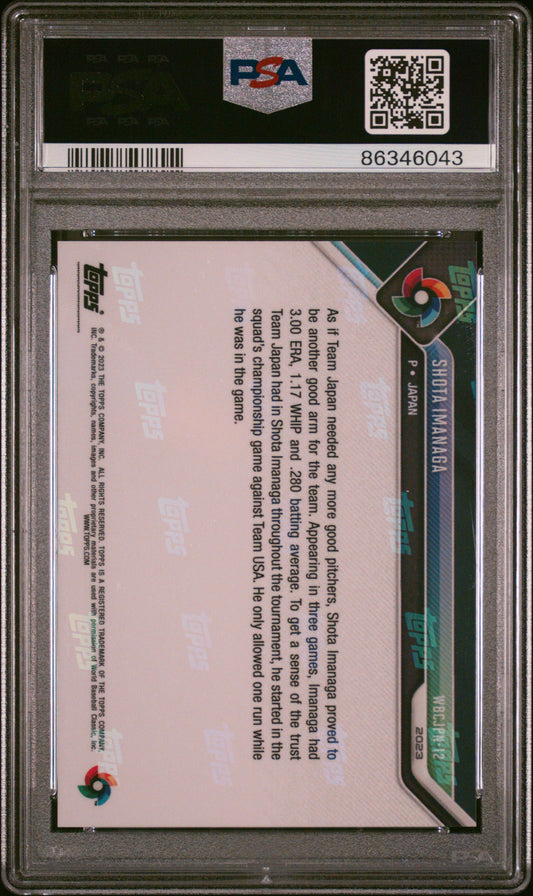 PSA
86346043
SHOTA IMANAGA
P • JAPAN
WBCJPN-12
2023
As if Team Japan needed any more good pitchers, Shota Imanaga proved to
be another good arm for the team. Appearing in three games, Imanaga had
3.00 ERA, 1.17 WHIP and .280 batting average. To get a sense of the trust
Team Japan had in Shota Imanaga throughout the tournament, he started in the
squad's championship game against Team USA. He only allowed one run while
he was in the game.
topps
® & © 2023 THE TOPPS COMPANY, INC. ALL RIGHTS RESERVED. TOPPS IS A REGISTERED TRADEMARK OF THE TOPPS COMPANY,
INC. Trademarks, copyrights, names, images and other proprietary materials are used with permission of World Baseball Classic, Inc.
WWW.TOPPS.COM
PSA